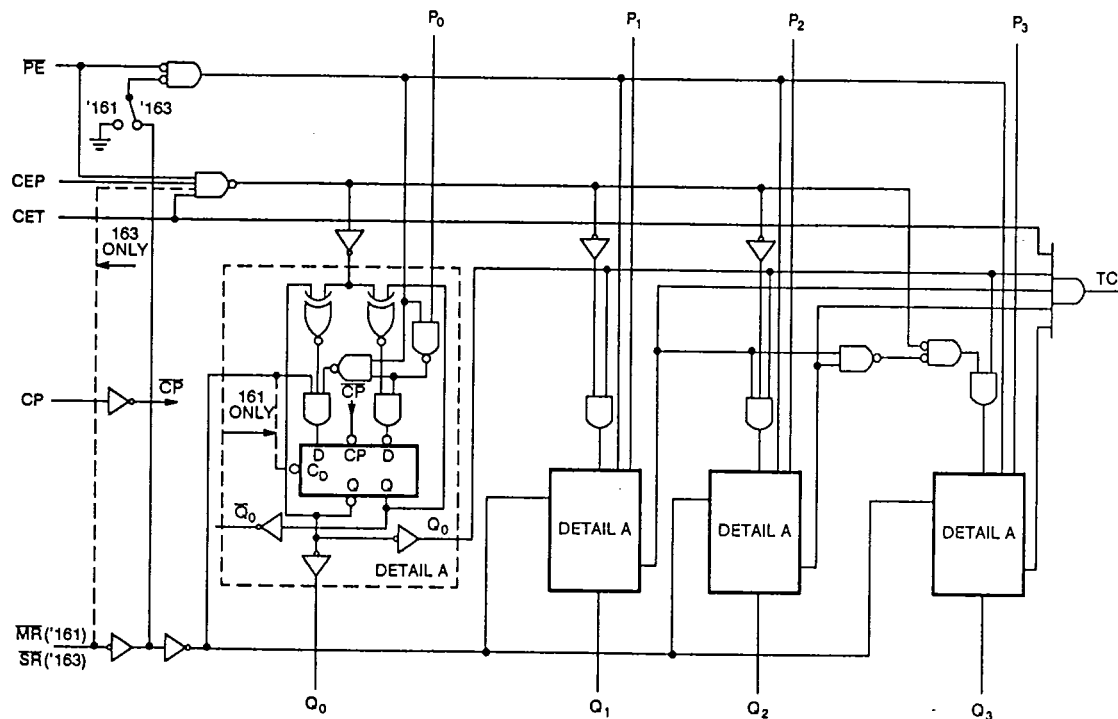 P0
P1
P2
P3
PE
'161
'163
CEP
CET
163
ONLY
TC
CP
CP
161
ONLY
CP
D
CP
D
CD
Q
Q
Q0
Q0
DETAIL A
DETAIL A
DETAIL A
DETAIL A
MR('161)
SR('163)
Q0
Q1
Q2
Q3